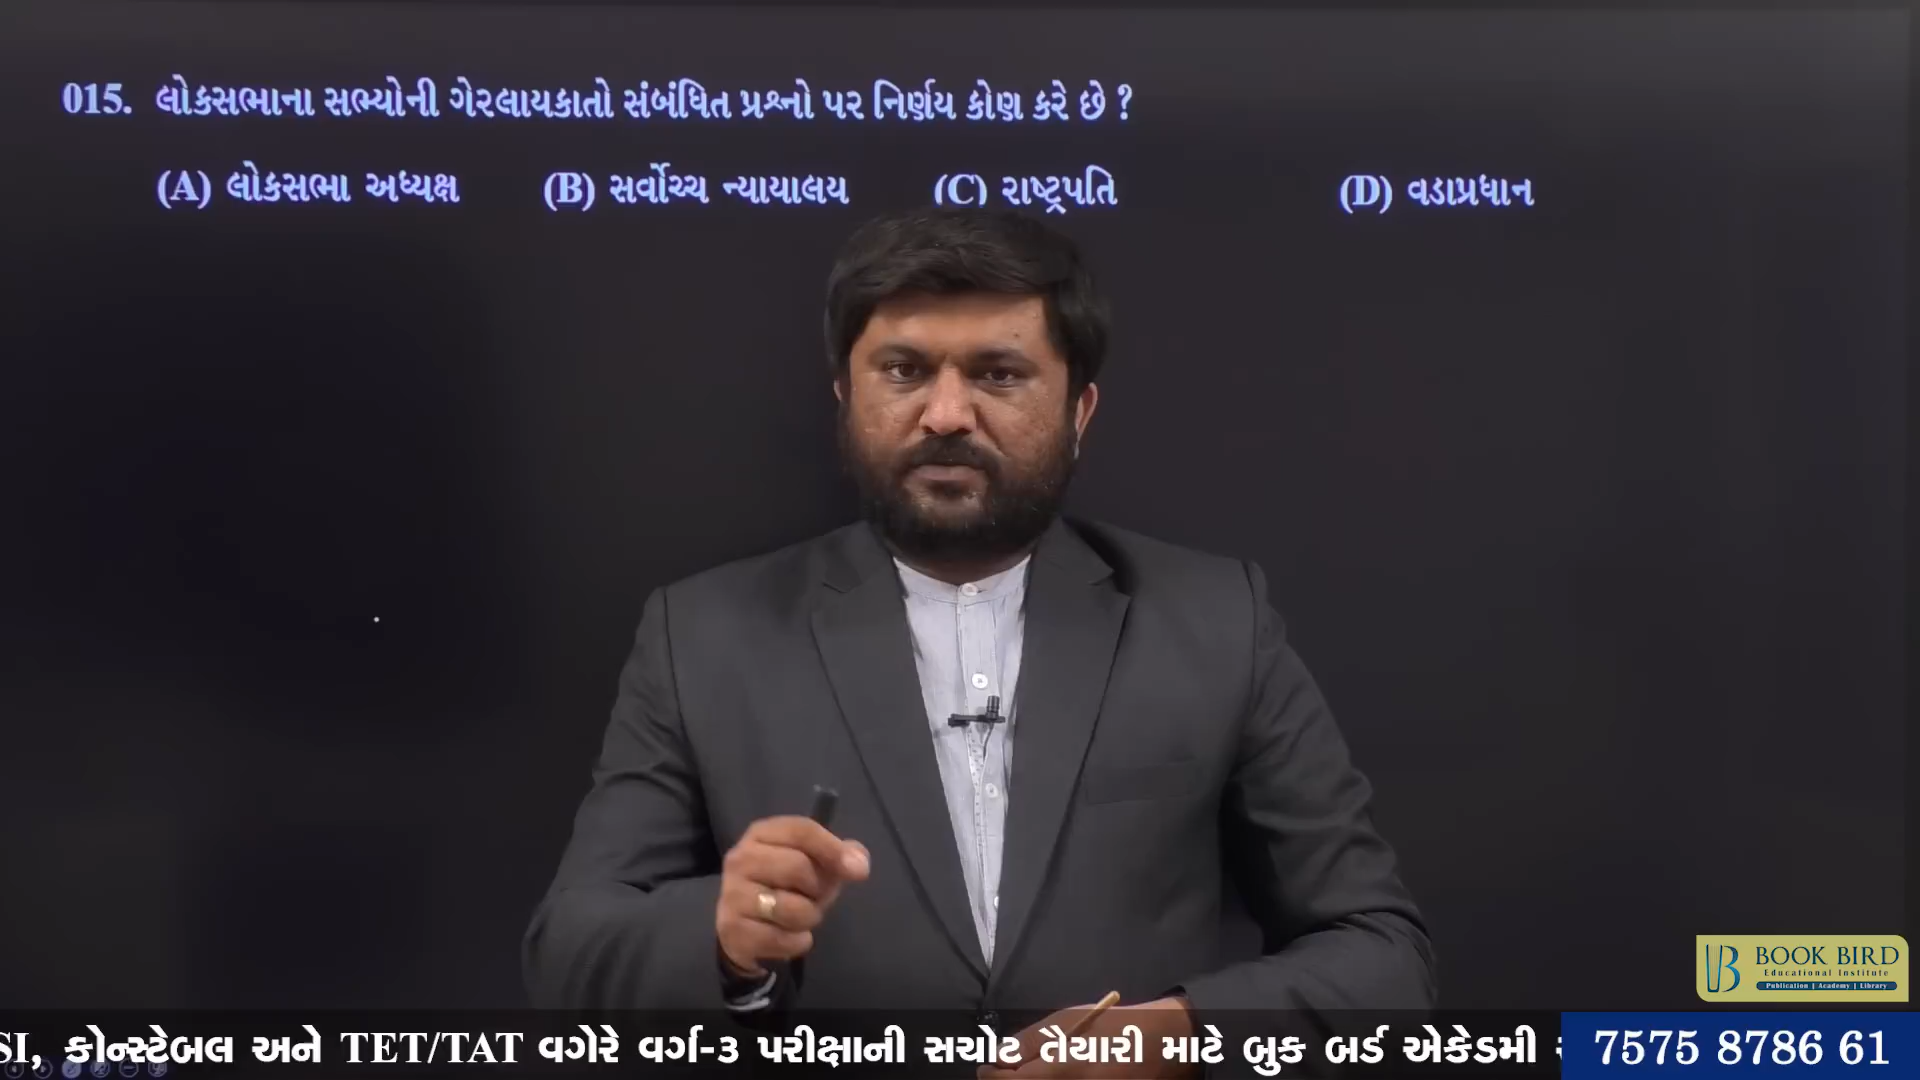 015. લોકસભાના સભ્યોની ગેરલાયકાતો સંબંધિત પ્રશ્નો પર નિર્ણય કોણ કરે છે ?
(A) લોકસભા અધ્યક્ષ (B) સર્વોચ્ચ ન્યાયાલય (C) રાષ્ટ્રપતિ (D) વડાપ્રધાન
BOOK BIRD
Educational Institute
Publication | Academy | Library
SI, કોન્સ્ટેબલ અને TET/TAT વગેરે વર્ગ-૩ પરીક્ષાની સચોટ તૈયારી માટે બુક બર્ડ એકેડમી
7575 8786 61